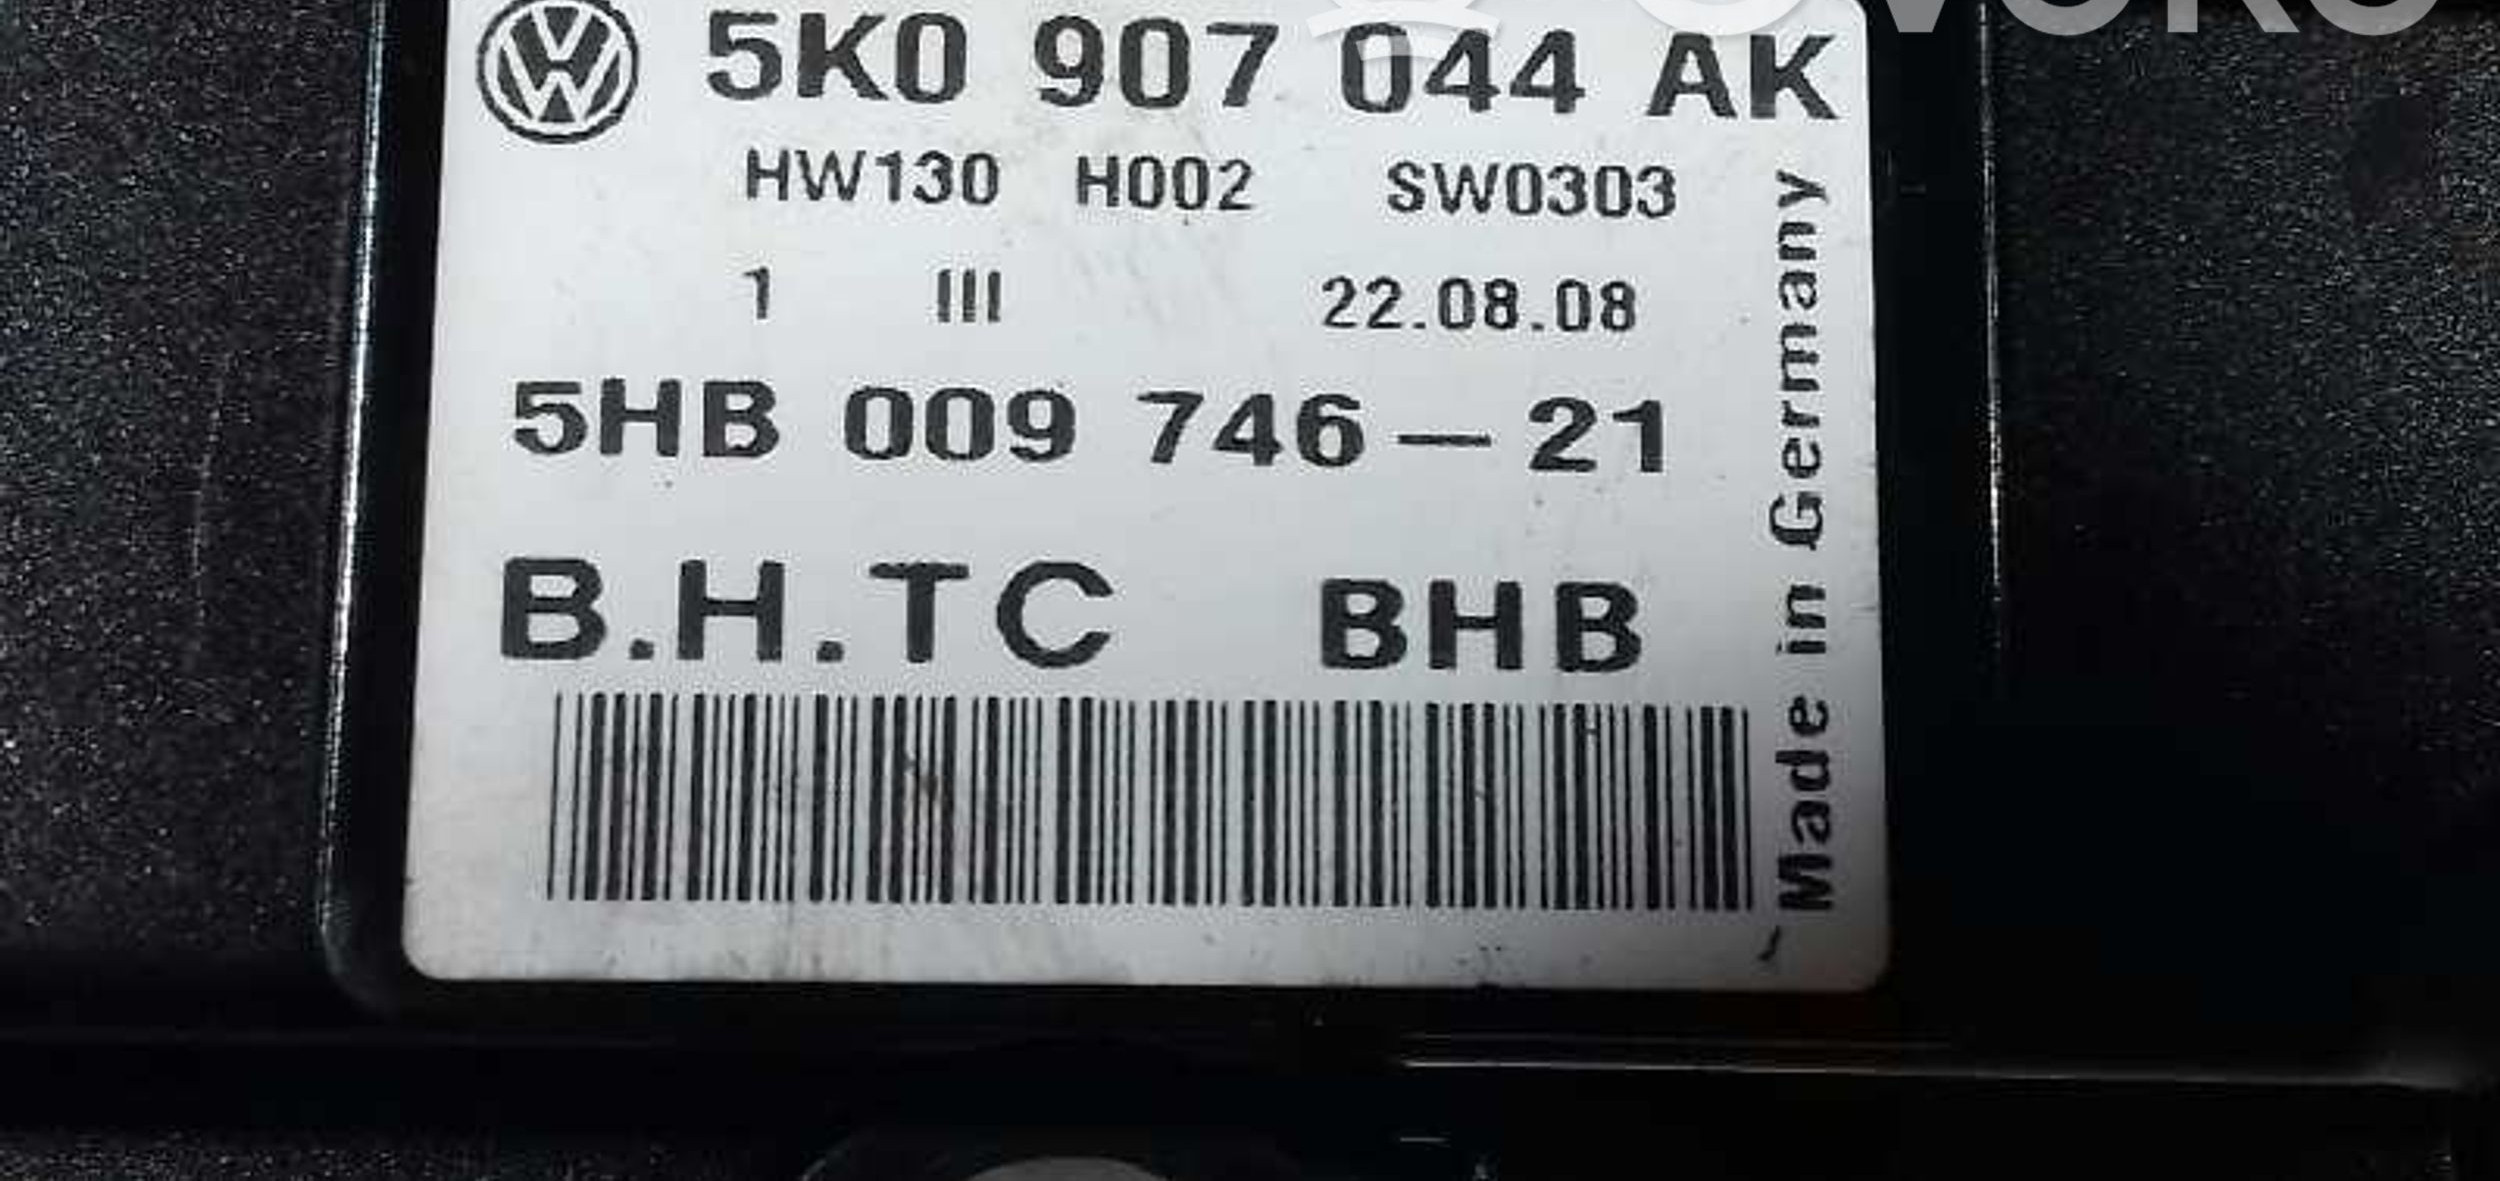 5K0 907 044 AK
HW130 H002 SW0303
1 III 22.08.08
5HB 009 746-21
B.H.TC BHB
Made in Germany